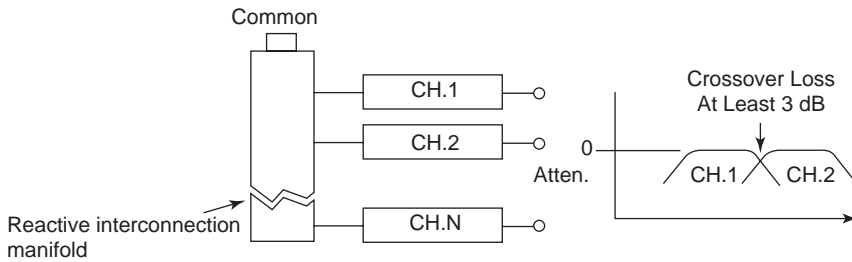 Common
CH.1
CH.2
CH.N
Reactive interconnection
manifold
Crossover Loss
At Least 3 dB
0
Atten.
CH.1
CH.2